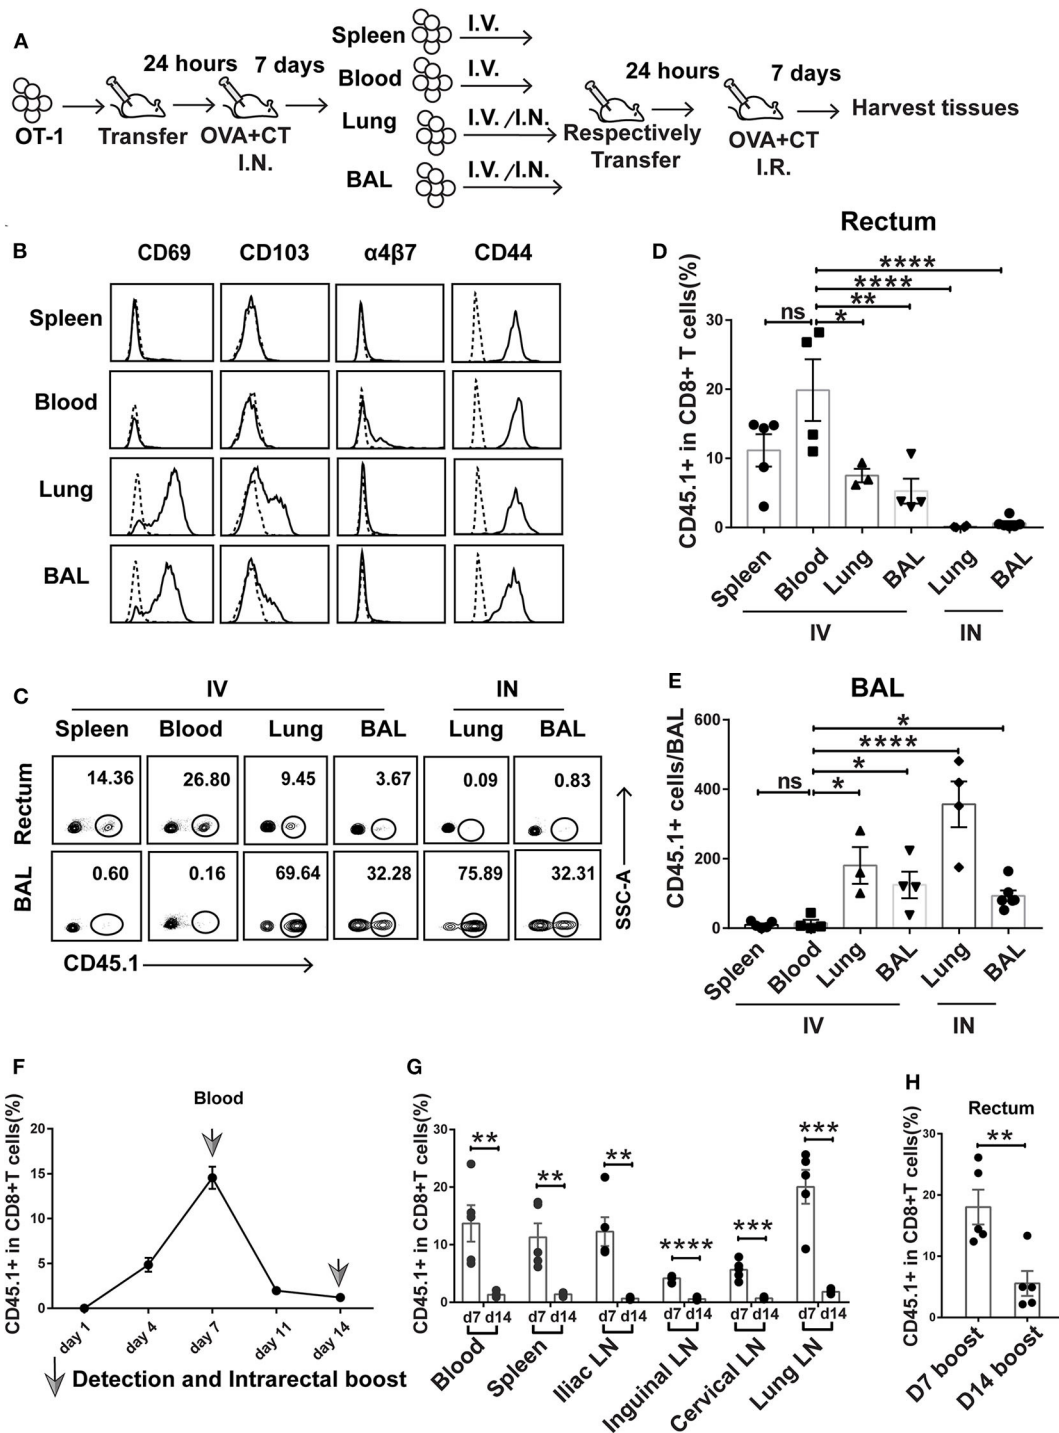 A
OT-1
Transfer
24 hours
OVA+CT
I.N.
7 days
Spleen
I.V.
Blood
I.V.
Lung
I.V. /I.N.
BAL
I.V. /I.N.
Respectively
Transfer
24 hours
OVA+CT
I.R.
7 days
Harvest tissues
B
CD69 CD103 α4β7 CD44
Spleen
Blood
Lung
BAL
C
IV IN
Spleen Blood Lung BAL Lung BAL
Rectum
14.36 26.80 9.45 3.67 0.09 0.83
BAL
0.60 0.16 69.64 32.28 75.89 32.31
SSC-A
CD45.1
D
Rectum
CD45.1+ in CD8+ T cells(%)
****
****
**
ns *
30
20
10
0
Spleen Blood Lung BAL Lung BAL
IV IN
E
BAL
CD45.1+ cells/BAL
*
****
*
ns *
600
400
200
0
Spleen Blood Lung BAL Lung BAL
IV IN
F
Blood
CD45.1+ in CD8+T cells(%)
20
15
10
5
0
day 1 day 4 day 7 day 11 day 14
Detection and Intrarectal boost
G
CD45.1+ in CD8+T cells(%)
30
20
10
0
** ** ** **** *** ***
d7 d14 d7 d14 d7 d14 d7 d14 d7 d14 d7 d14
Blood Spleen Iliac LN Inguinal LN Cervical LN Lung LN
H
Rectum
CD45.1+ in CD8+T cells(%)
**
30
20
10
0
D7 boost D14 boost